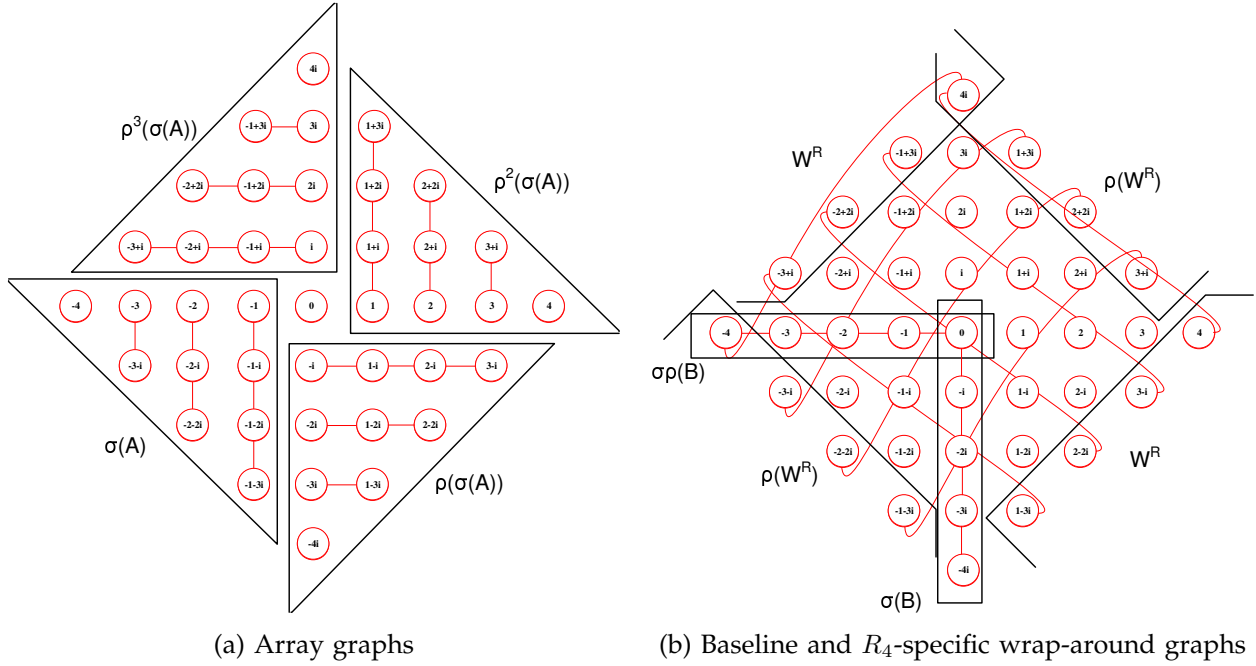 4i
ρ³(σ(A))
-1+3i 3i 1+3i
-2+2i -1+2i 2i 1+2i 2+2i
ρ²(σ(A))
-3+i -2+i -1+i i 1+i 2+i 3+i
-4 -3 -2 -1 0 1 2 3 4
-3-i -2-i -1-i -i 1-i 2-i 3-i
-2-2i -1-2i -2i 1-2i 2-2i
σ(A)
-1-3i -3i 1-3i
ρ(σ(A))
-4i
(a) Array graphs
4i
W^R
-1+3i 3i 1+3i
ρ(W^R)
-2+2i -1+2i 2i 1+2i 2+2i
-3+i -2+i -1+i i 1+i 2+i 3+i
-4 -3 -2 -1 0 1 2 3 4
σρ(B)
-3-i -2-i -1-i -i 1-i 2-i 3-i
-2-2i -1-2i -2i 1-2i 2-2i
ρ(W^R)
W^R
-1-3i -3i 1-3i
-4i
σ(B)
(b) Baseline and R₄-specific wrap-around graphs